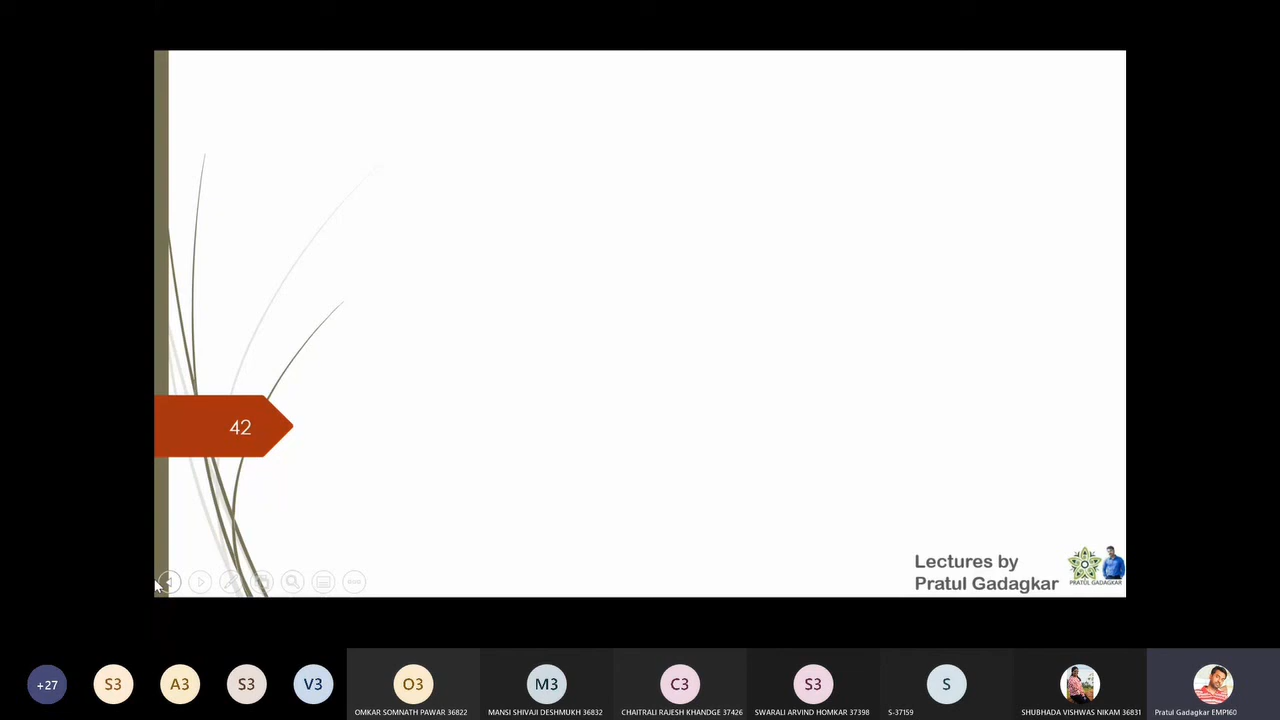 42
Lectures by
Pratul Gadagkar
PRATUL GADAGKAR
+27
S3
A3
S3
V3
O3
M3
C3
S3
S
OMKAR SOMNATH PAWAR 36822
MANSI SHIVAJI DESHMUKH 36832
CHAITRALI RAJESH KHANDGE 37426
SWARALI ARVIND HOMKAR 37398
S-37159
SHUBHADA VISHWAS NIKAM 36831
Pratul Gadagkar EMP160